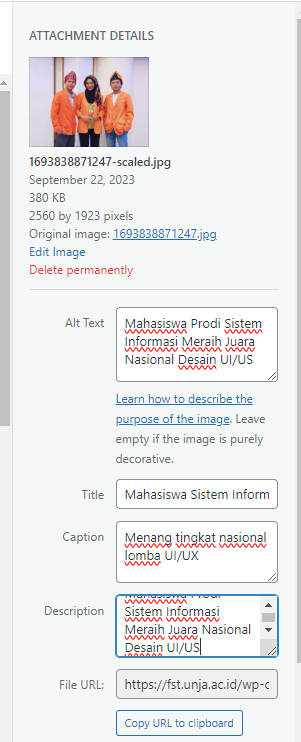 ATTACHMENT DETAILS
1693838871247-scaled.jpg
September 22, 2023
380 KB
2560 by 1923 pixels
Original image: 1693838871247.jpg
Edit Image
Delete permanently
Alt Text
Mahasiswa Prodi Sistem
Informasi Meraih Juara
Nasional Desain UI/US
Learn how to describe the
purpose of the image. Leave
empty if the image is purely
decorative.
Title
Mahasiswa Sistem Inform
Caption
Menang tingkat nasional
lomba UI/UX
Description
Mahasiswa Prodi
Sistem Informasi
Meraih Juara Nasional
Desain UI/US
File URL:
https://fst.unja.ac.id/wp-c
Copy URL to clipboard